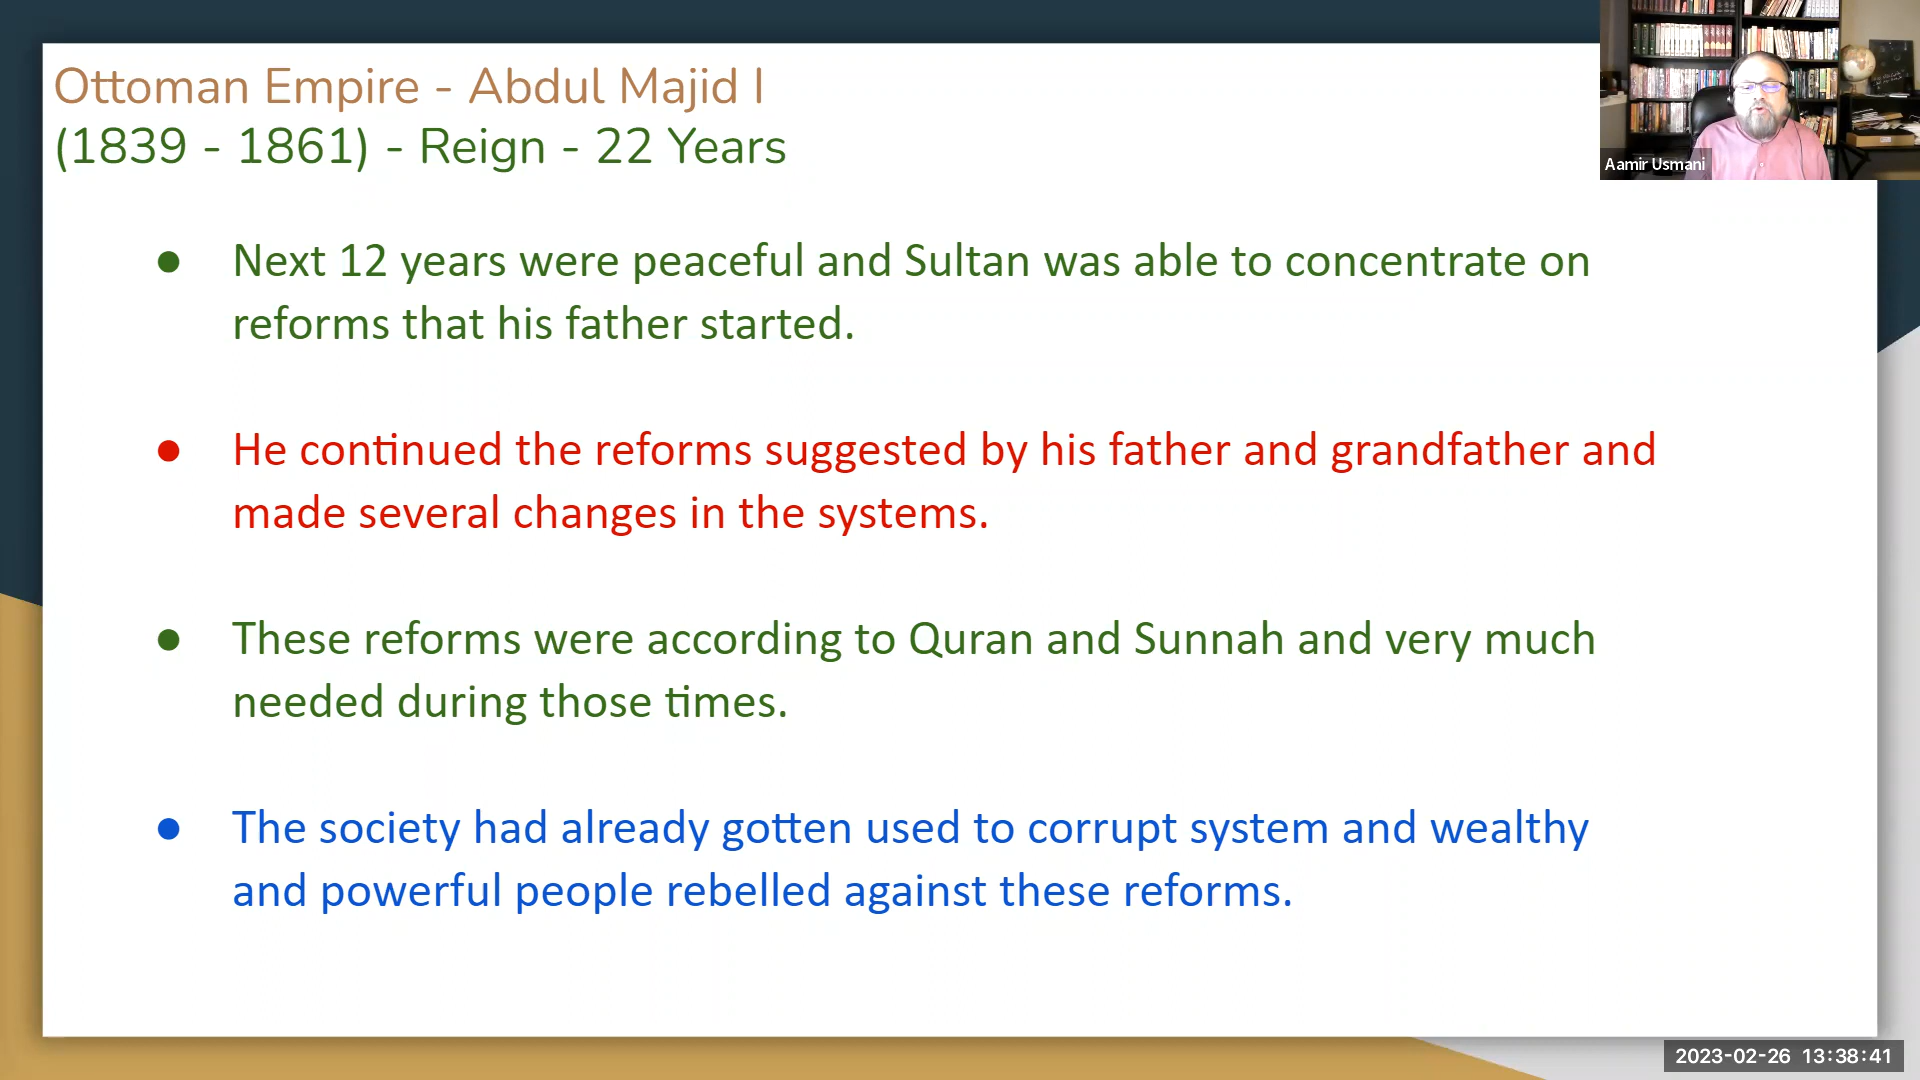 Ottoman Empire - Abdul Majid I
(1839 - 1861) - Reign - 22 Years
Aamir Usmani
● Next 12 years were peaceful and Sultan was able to concentrate on
reforms that his father started.
● He continued the reforms suggested by his father and grandfather and
made several changes in the systems.
● These reforms were according to Quran and Sunnah and very much
needed during those times.
● The society had already gotten used to corrupt system and wealthy
and powerful people rebelled against these reforms.
2023-02-26 13:38:41